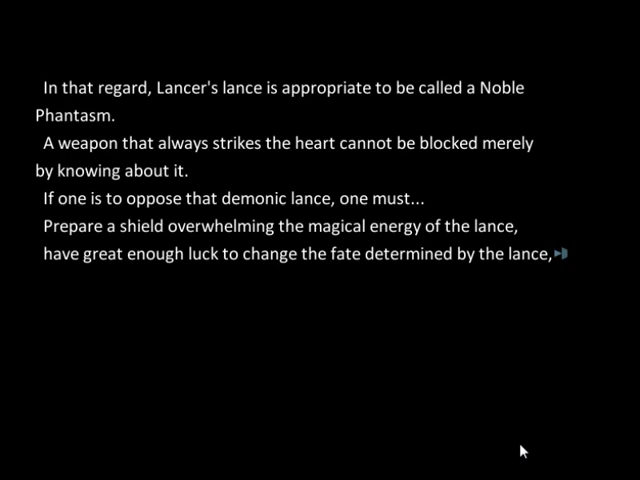 In that regard, Lancer's lance is appropriate to be called a Noble
Phantasm.
A weapon that always strikes the heart cannot be blocked merely
by knowing about it.
If one is to oppose that demonic lance, one must...
Prepare a shield overwhelming the magical energy of the lance,
have great enough luck to change the fate determined by the lance,